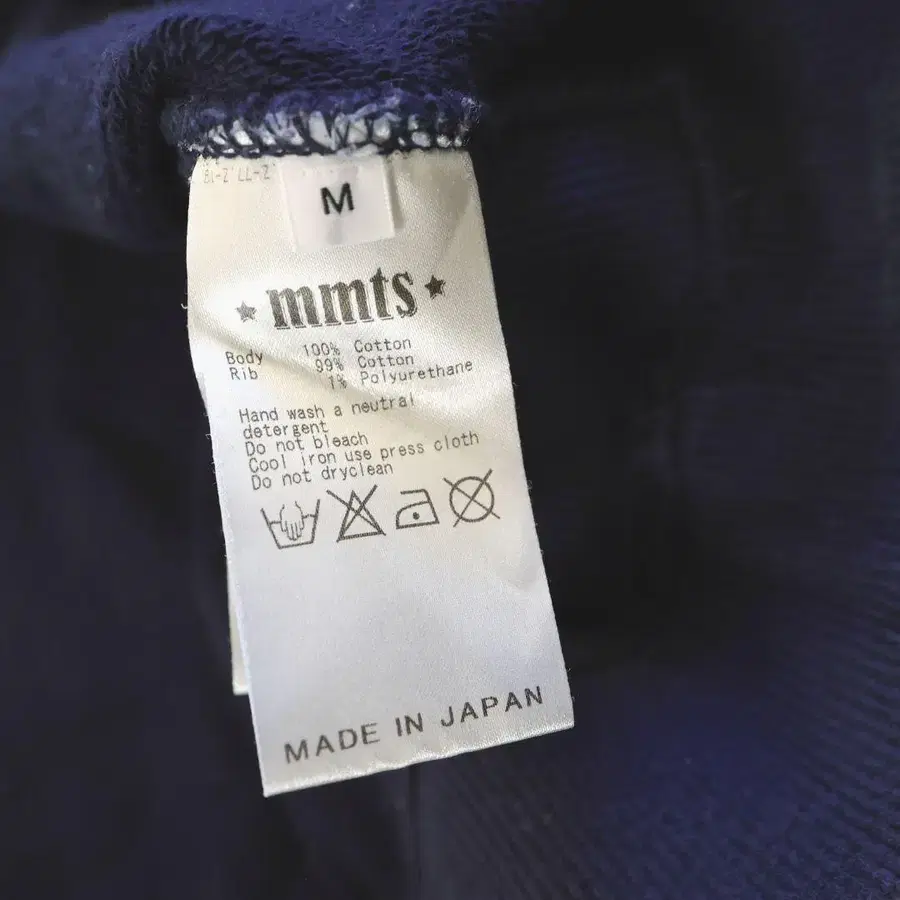 M
mmts
Body 100% Cotton
Rib 99% Cotton
1% Polyurethane
Hand wash a neutral
detergent
Do not bleach
Cool iron use press cloth
Do not dryclean
MADE IN JAPAN